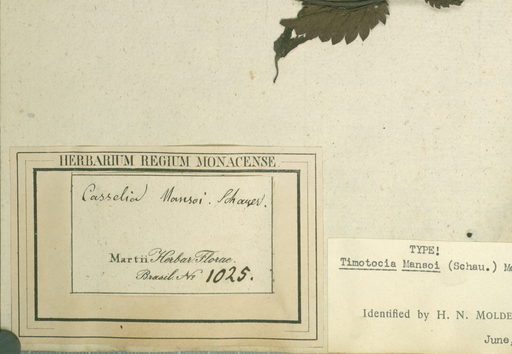 HERBARIUM REGIUM MONACENSE
Casselia Mansoi. Schauer.
Martii Herbar. Florae.
Brasil. No 1025.
TYPE!
Timotocia Mansoi (Schau.)
Identified by H. N. MOLDE
June,